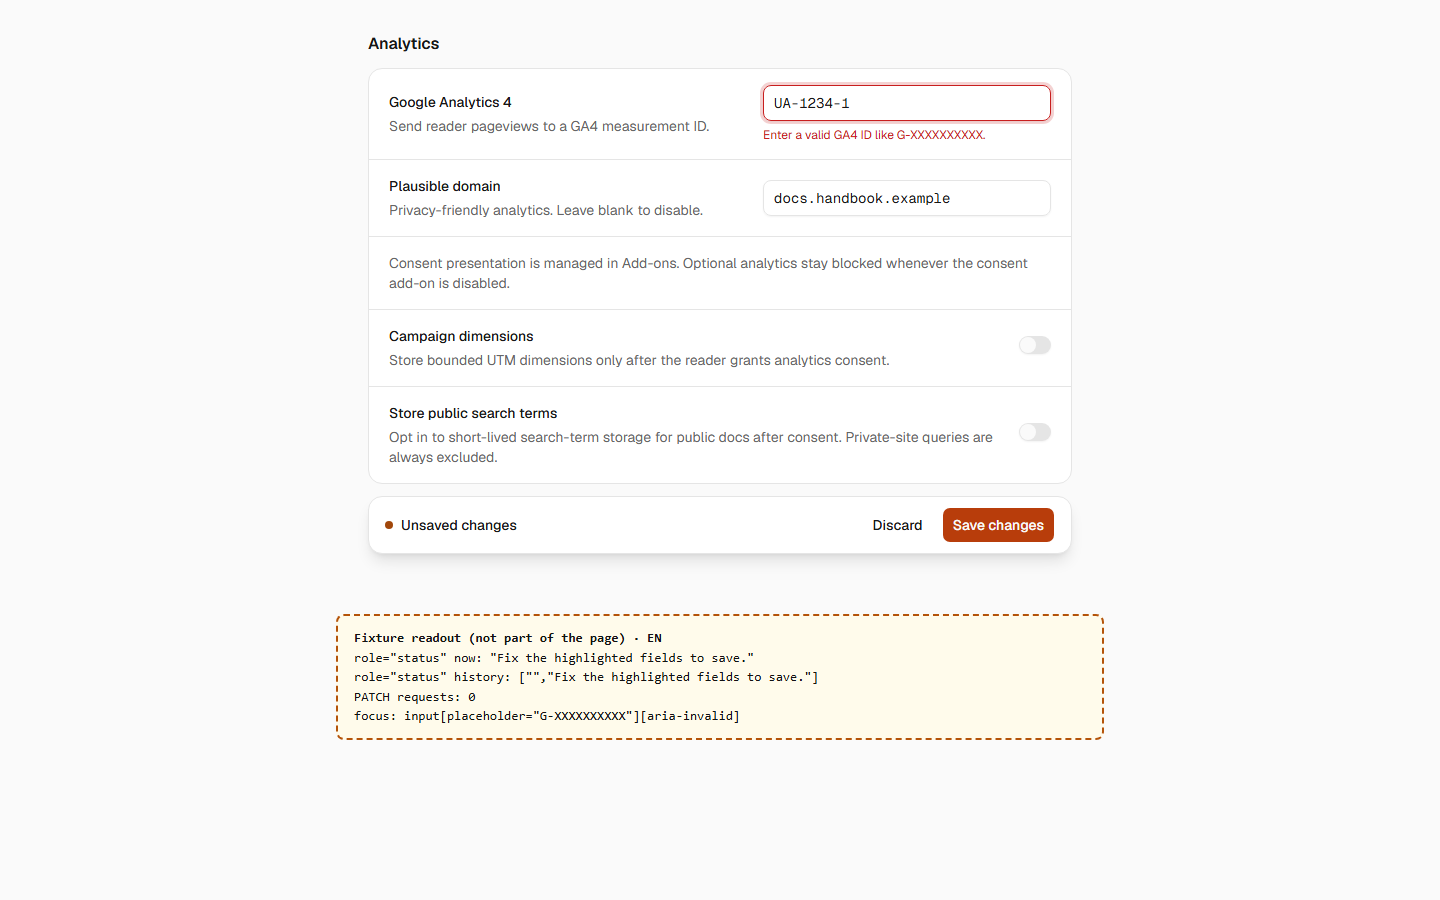 Analytics
Google Analytics 4
Send reader pageviews to a GA4 measurement ID.
UA-1234-1
Enter a valid GA4 ID like G-XXXXXXXXXX.
Plausible domain
Privacy-friendly analytics. Leave blank to disable.
docs.handbook.example
Consent presentation is managed in Add-ons. Optional analytics stay blocked whenever the consent
add-on is disabled.
Campaign dimensions
Store bounded UTM dimensions only after the reader grants analytics consent.
Store public search terms
Opt in to short-lived search-term storage for public docs after consent. Private-site queries are
always excluded.
Unsaved changes
Discard
Save changes
Fixture readout (not part of the page) · EN
role="status" now: "Fix the highlighted fields to save."
role="status" history: ["","Fix the highlighted fields to save."]
PATCH requests: 0
focus: input[placeholder="G-XXXXXXXXXX"][aria-invalid]